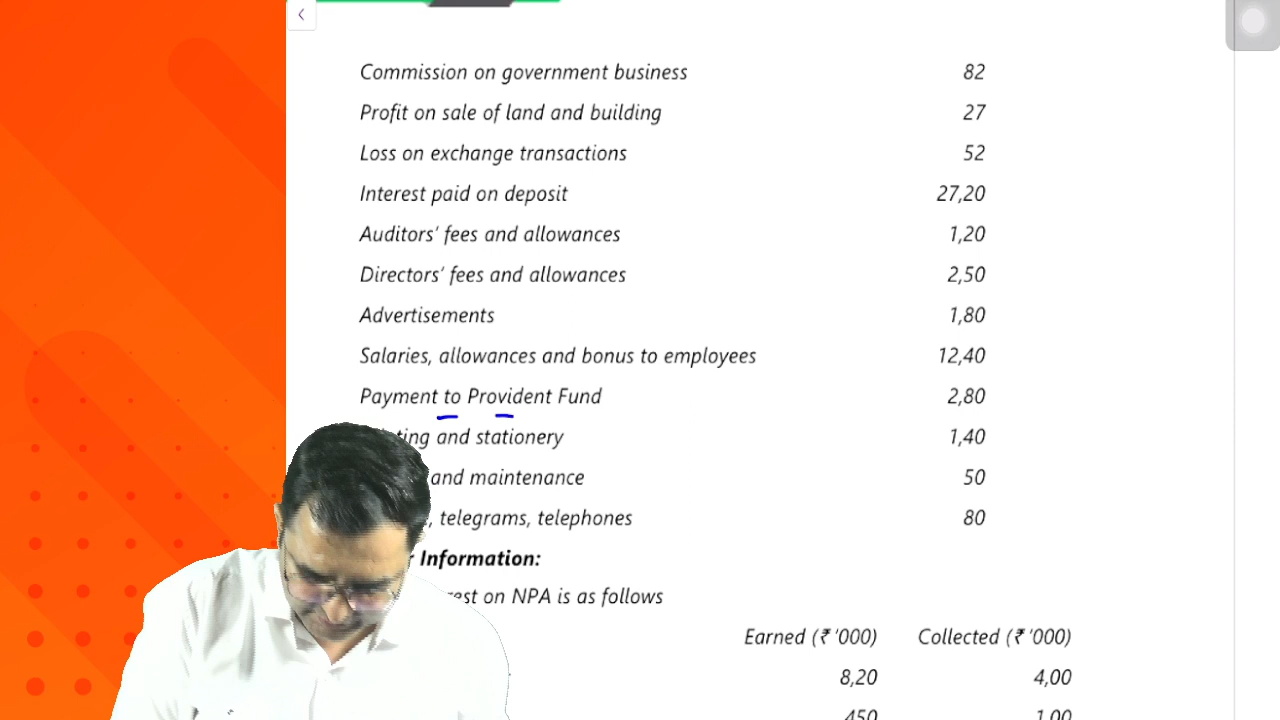 Commission on government business 82
Profit on sale of land and building 27
Loss on exchange transactions 52
Interest paid on deposit 27,20
Auditors' fees and allowances 1,20
Directors' fees and allowances 2,50
Advertisements 1,80
Salaries, allowances and bonus to employees 12,40
Payment to Provident Fund 2,80
and stationery 1,40
and maintenance 50
, telegrams, telephones 80
Information:
on NPA is as follows
Earned (₹ '000) Collected (₹ '000)
8,20 4,00
450 1,00